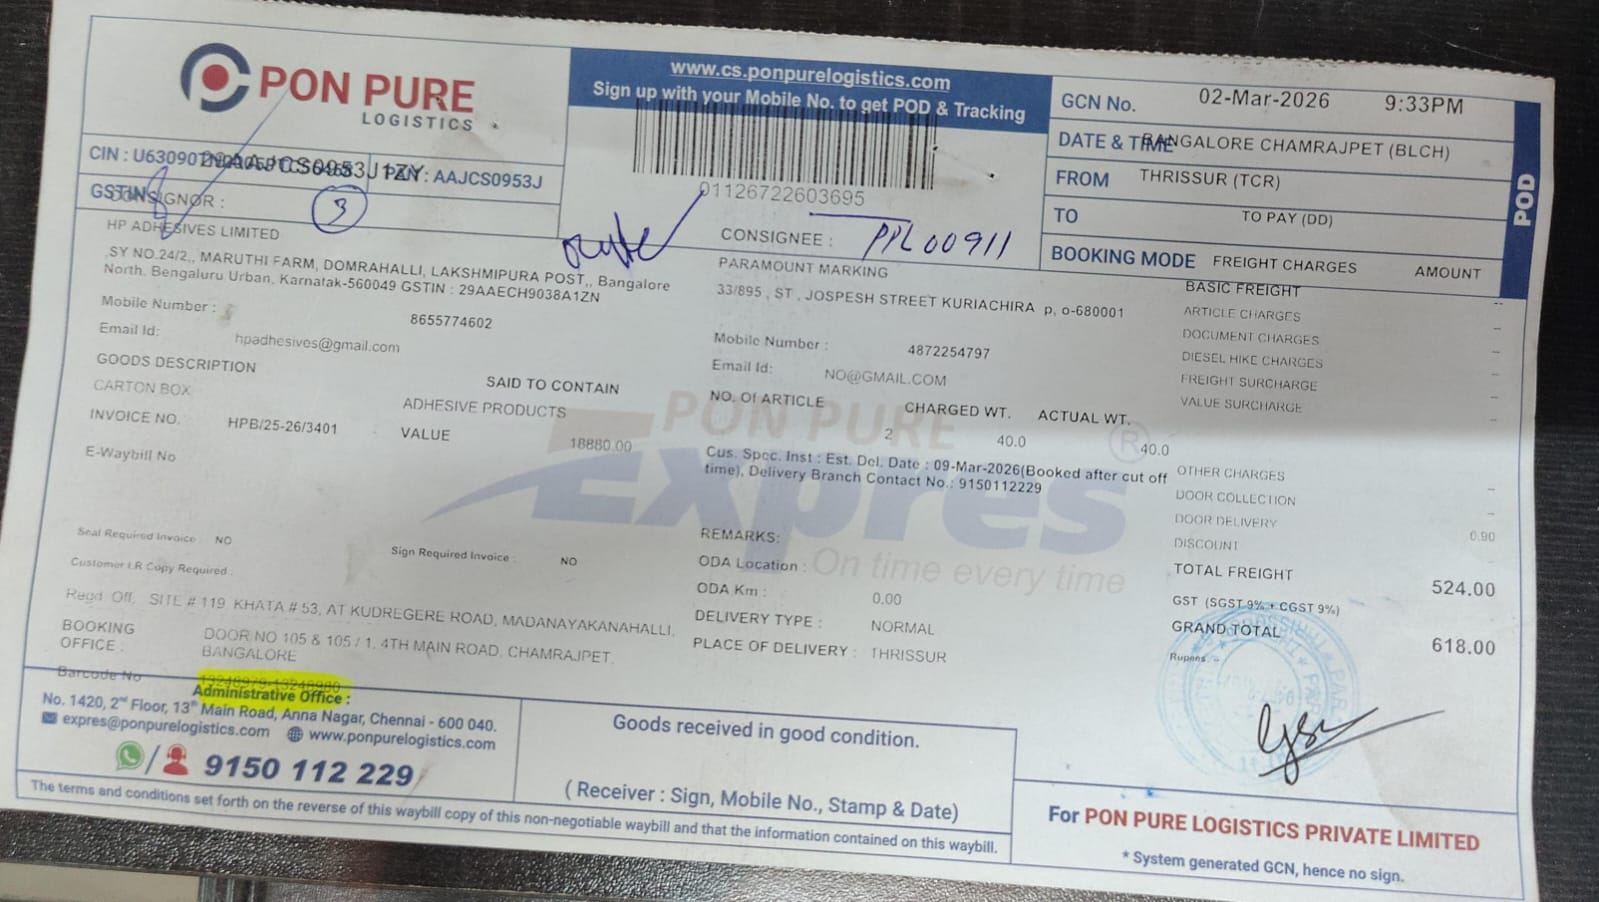 PON PURE
LOGISTICS
www.cs.ponpurelogistics.com
Sign up with your Mobile No. to get POD & Tracking
01126722603695
GCN No. 02-Mar-2026 9:33PM
DATE & TIME BANGALORE CHAMRAJPET (BLCH)
FROM THRISSUR (TCR)
TO TO PAY (DD)
BOOKING MODE FREIGHT CHARGES AMOUNT
POD
CIN : PAN : AAJCS0953J
GSTIN
CONSIGNOR :
3
HP ADHESIVES LIMITED
SY NO.24/2,, MARUTHI FARM, DOMRAHALLI, LAKSHMIPURA POST,, Bangalore
North, Bengaluru Urban, Karnatak-560049 GSTIN : 29AAECH9038A1ZN
Mobile Number : 8655774602
Email Id: hpadhesives@gmail.com
GOODS DESCRIPTION SAID TO CONTAIN
CARTON BOX ADHESIVE PRODUCTS
INVOICE NO. HPB/25-26/3401 VALUE 18880.00
E-Waybill No
Seal Required Invoice NO Sign Required Invoice : NO
Customer LR Copy Required :
Regd Off, SITE # 119 KHATA # 53, AT KUDREGERE ROAD, MADANAYAKANAHALLI,
BOOKING OFFICE : DOOR NO 105 & 105 / 1, 4TH MAIN ROAD, CHAMRAJPET,
BANGALORE
Barcode No 13248979-13248980
CONSIGNEE : PPL00911
PARAMOUNT MARKING
33/895 , ST , JOSPESH STREET KURIACHIRA p, o-680001
Mobile Number : 4872254797
Email Id: NO@GMAIL.COM
NO. Of ARTICLE CHARGED WT. ACTUAL WT.
2 40.0 40.0
Cus. Spec. Inst : Est. Del. Date : 09-Mar-2026(Booked after cut off
time), Delivery Branch Contact No.: 9150112229
PON PURE
Expres
On time every time
REMARKS:
ODA Location :
ODA Km : 0.00
DELIVERY TYPE : NORMAL
PLACE OF DELIVERY : THRISSUR
BASIC FREIGHT --
ARTICLE CHARGES --
DOCUMENT CHARGES --
DIESEL HIKE CHARGES --
FREIGHT SURCHARGE --
VALUE SURCHARGE --
OTHER CHARGES --
DOOR COLLECTION --
DOOR DELIVERY
DISCOUNT 0.90
TOTAL FREIGHT 524.00
GST (SGST 9% + CGST 9%)
GRAND TOTAL 618.00
Rupees. -
Administrative Office :
No. 1420, 2nd Floor, 13th Main Road, Anna Nagar, Chennai - 600 040.
expres@ponpurelogistics.com www.ponpurelogistics.com
9150 112 229
Goods received in good condition.
( Receiver : Sign, Mobile No., Stamp & Date)
The terms and conditions set forth on the reverse of this waybill copy of this non-negotiable waybill and that the information contained on this waybill.
For PON PURE LOGISTICS PRIVATE LIMITED
* System generated GCN, hence no sign.